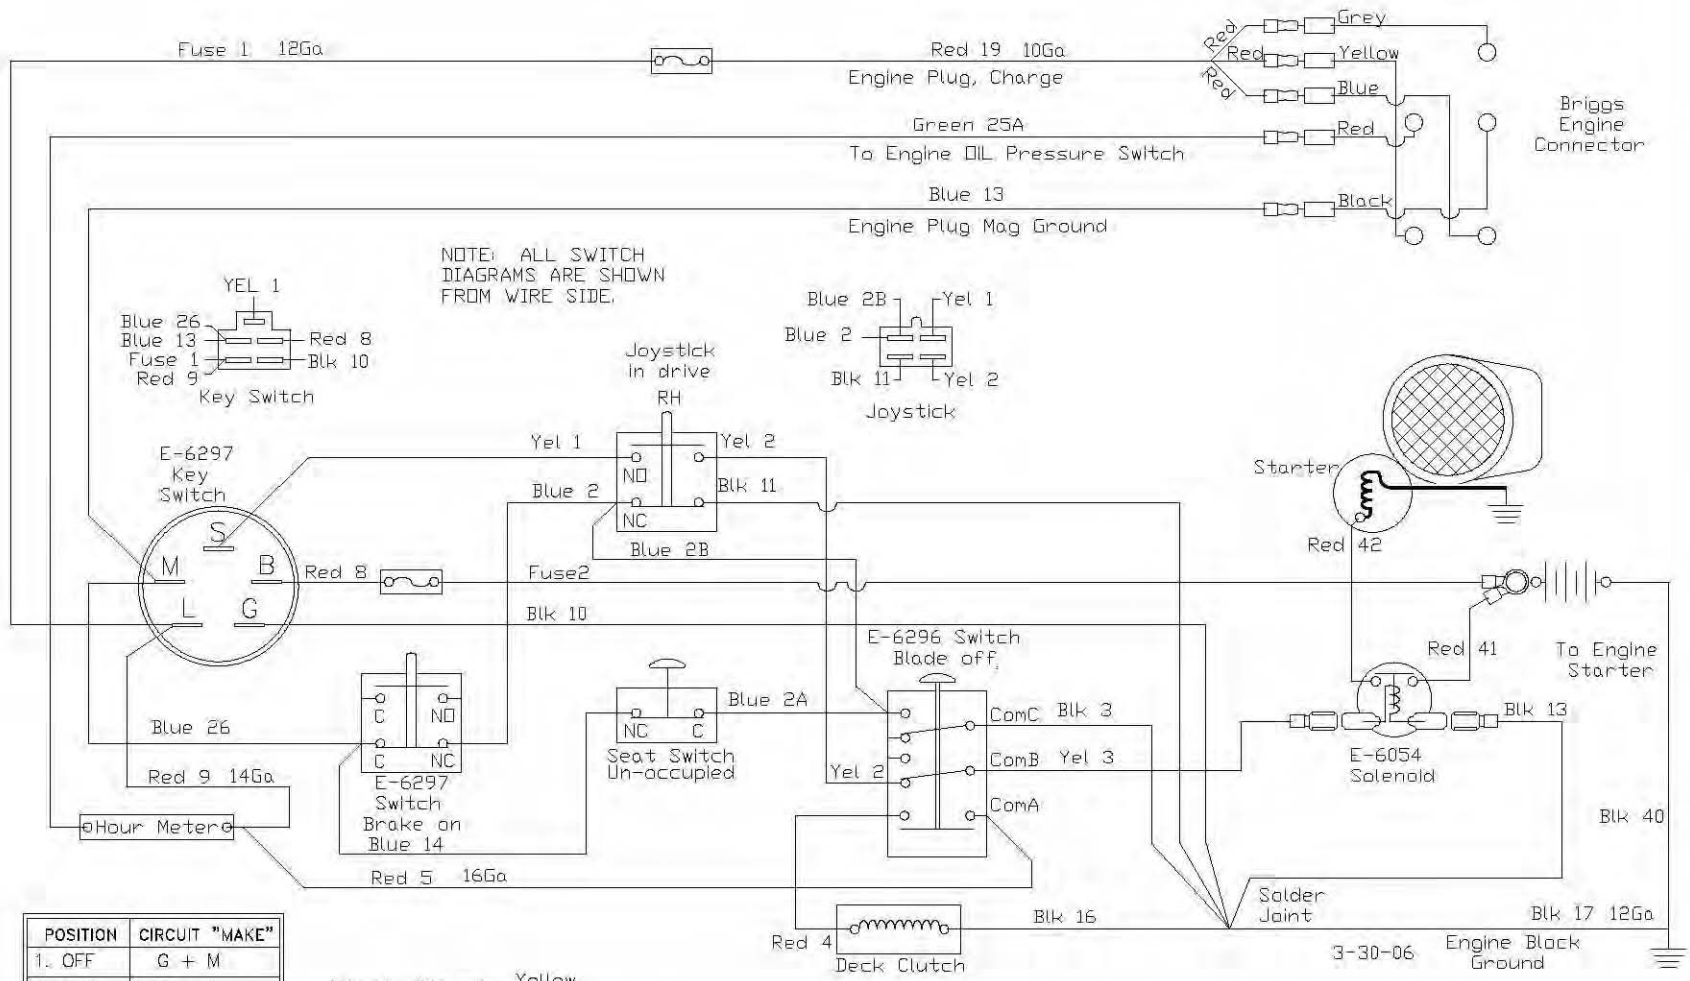 Fuse 1 12Ga
Red 19 10Ga
Engine Plug, Charge
Red
Red
Red
Grey
Yellow
Blue
Briggs
Engine
Connector
Green 25A
To Engine OIL Pressure Switch
Red
Blue 13
Engine Plug Mag Ground
Black
NOTE: ALL SWITCH
DIAGRAMS ARE SHOWN
FROM WIRE SIDE.
YEL 1
Blue 26
Blue 13
Fuse 1
Red 9
Red 8
Blk 10
Key Switch
Joystick
in drive
RH
Blue 2B
Yel 1
Blue 2
Blk 11
Yel 2
Joystick
E-6297
Key
Switch
Yel 1
Yel 2
NO
Blue 2
Blk 11
NC
Blue 2B
Starter
Red 42
S
M
B
L
G
Red 8
Fuse2
Blk 10
E-6296 Switch
Blade off
Red 41
To Engine
Starter
C
NO
C
NC
Blue 26
Red 9 14Ga
E-6297
Switch
Brake on
Blue 14
NC
C
Seat Switch
Un-occupied
Blue 2A
Yel 2
ComC Blk 3
ComB Yel 3
ComA
Blk 13
E-6054
Solenoid
Blk 40
Hour Meter
Red 5 16Ga
Solder
Joint
Blk 17 12Ga
3-30-06
Engine Block
Ground
Red 4
Blk 16
Deck Clutch
POSITION CIRCUIT "MAKE"
1. OFF G + M
Yellow